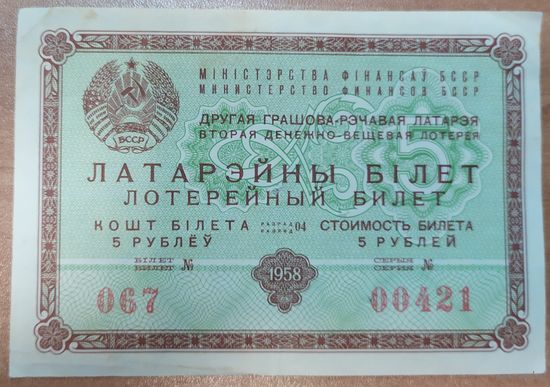 МІНІСТЭРСТВА ФІНАНСАЎ БССР
МИНИСТЕРСТВО ФИНАНСОВ БССР
БССР
ДРУГАЯ ГРАШОВА-РЭЧАВАЯ ЛАТАРЭЯ
ВТОРАЯ ДЕНЕЖНО-ВЕЩЕВАЯ ЛОТЕРЕЯ
5
ЛАТАРЭЙНЫ БІЛЕТ
ЛОТЕРЕЙНЫЙ БИЛЕТ
КОШТ БІЛЕТА РАЗРАД РАЗРЯД 04 СТОИМОСТЬ БИЛЕТА
5 РУБЛЁЎ 5 РУБЛЕЙ
БІЛЕТ БИЛЕТ № 1958 СЕРЫЯ СЕРИЯ №
067 00421